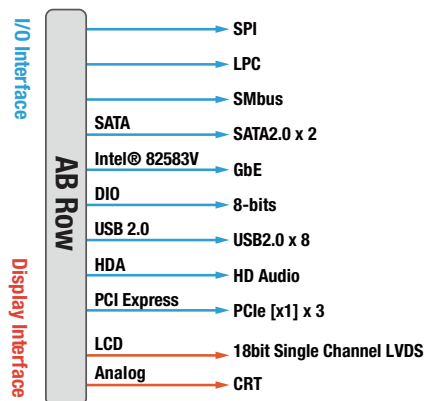 I/O Interface
Display Interface
AB Row
SPI
LPC
SMbus
SATA
SATA2.0 x 2
Intel® 82583V
GbE
DIO
8-bits
USB 2.0
USB2.0 x 8
HDA
HD Audio
PCI Express
PCIe [x1] x 3
LCD
18bit Single Channel LVDS
Analog
CRT